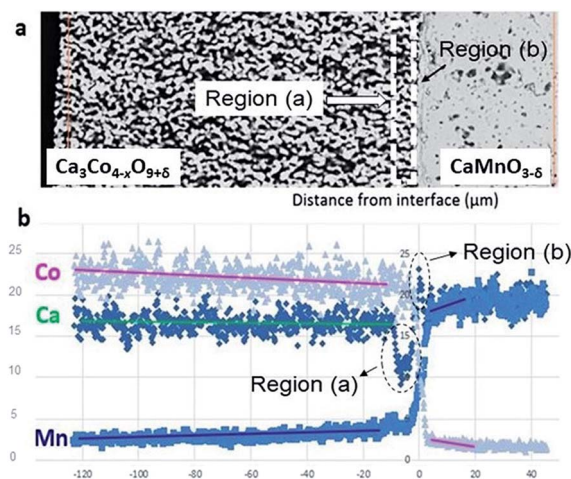 a
Region (b)
Region (a)
Ca₃Co₄₋ₓO₉₊δ
CaMnO₃₋δ
Distance from interface (μm)
b
25
25
Region (b)
Co
20
20
Ca
15
15
10
10
Region (a)
5
5
Mn
0
0
-120 -100 -80 -60 -40 -20 0 20 40